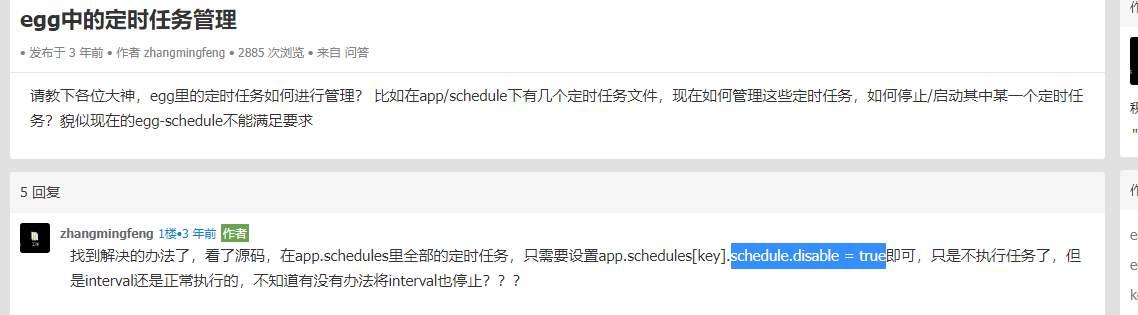 egg中的定时任务管理
• 发布于 3 年前 • 作者 zhangmingfeng • 2885 次浏览 • 来自 问答
请教下各位大神，egg里的定时任务如何进行管理？ 比如在app/schedule下有几个定时任务文件，现在如何管理这些定时任务，如何停止/启动其中某一个定时任
务？貌似现在的egg-schedule不能满足要求
5 回复
zhangmingfeng 1楼•3 年前 作者
找到解决的办法了，看了源码，在app.schedules里全部的定时任务，只需要设置app.schedules[key].schedule.disable = true即可，只是不执行任务了，但
是interval还是正常执行的，不知道有没有办法将interval也停止？？？